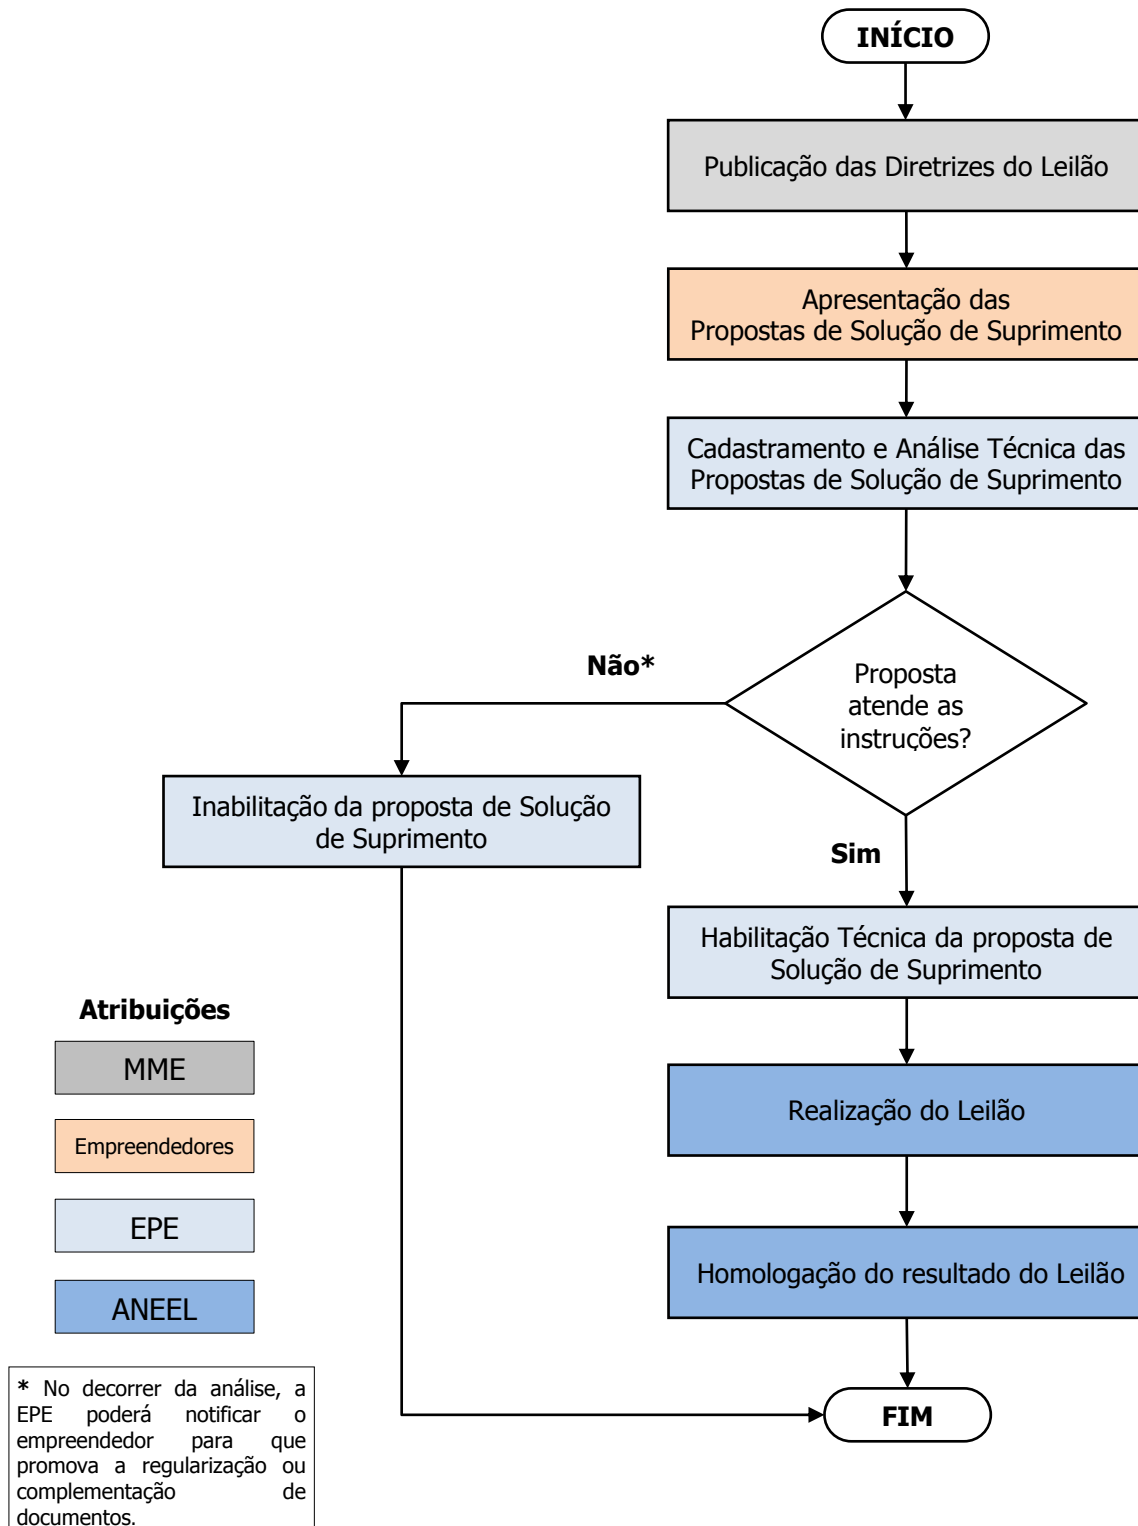 INÍCIO
Publicação das Diretrizes do Leilão
Apresentação das
Propostas de Solução de Suprimento
Cadastramento e Análise Técnica das
Propostas de Solução de Suprimento
Não*
Proposta
atende as
instruções?
Inabilitação da proposta de Solução
de Suprimento
Sim
Habilitação Técnica da proposta de
Solução de Suprimento
Realização do Leilão
Homologação do resultado do Leilão
FIM
Atribuições
MME
Empreendedores
EPE
ANEEL
* No decorrer da análise, a
EPE poderá notificar o
empreendedor para que
promova a regularização ou
complementação de
documentos.